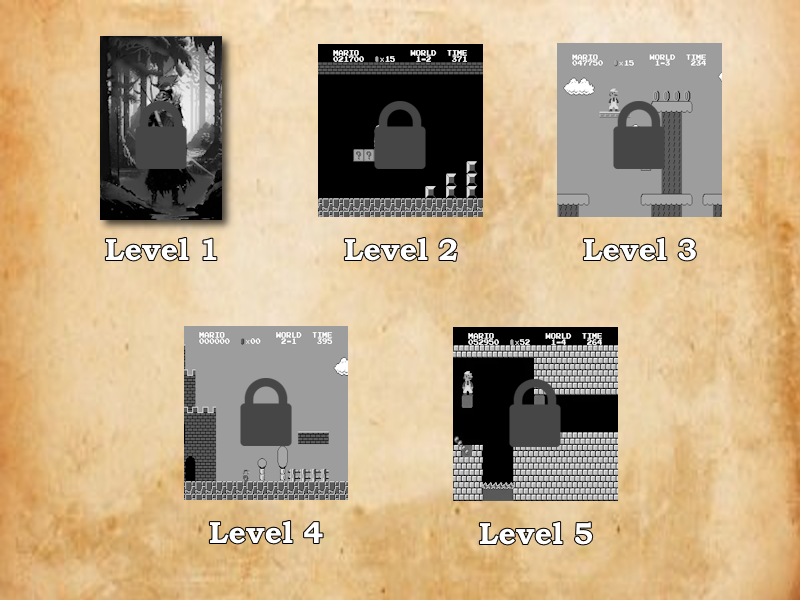 MARIO WORLD TIME
021700 x15 1-2 371
MARIO WORLD TIME
047750 x15 1-3 234
Level 1
Level 2
Level 3
MARIO WORLD TIME
000000 x00 2-1 395
MARIO WORLD TIME
052950 x52 1-4 264
Level 4
Level 5